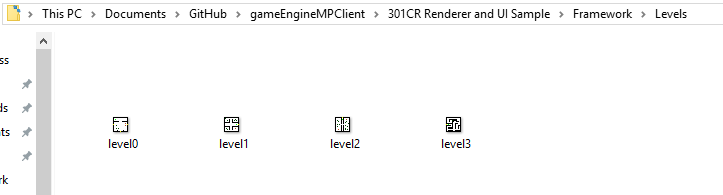 This PC > Documents > GitHub > gameEngineMPClient > 301CR Renderer and UI Sample > Framework > Levels
ss
ds
ts
rk
level0 level1 level2 level3